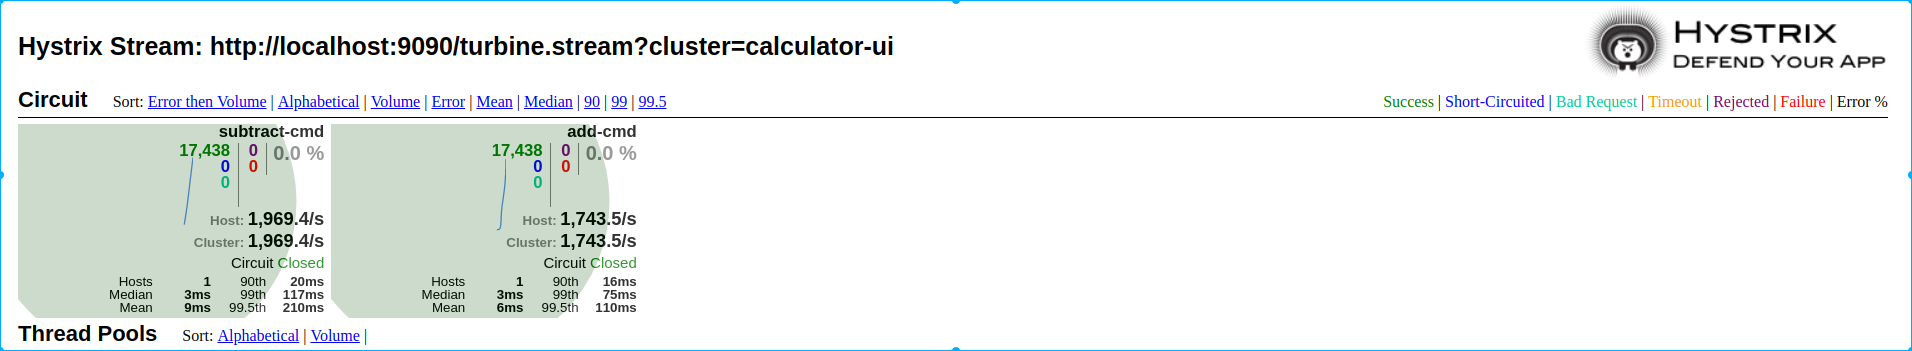 Hystrix Stream: http://localhost:9090/turbine.stream?cluster=calculator-ui
HYSTRIX
DEFEND YOUR APP
Circuit Sort: Error then Volume | Alphabetical | Volume | Error | Mean | Median | 90 | 99 | 99.5
Success | Short-Circuited | Bad Request | Timeout | Rejected | Failure | Error %
subtract-cmd
17,438 0 0.0 %
0 0
0
Host: 1,969.4/s
Cluster: 1,969.4/s
Circuit Closed
Hosts 1 90th 20ms
Median 3ms 99th 117ms
Mean 9ms 99.5th 210ms
add-cmd
17,438 0 0.0 %
0 0
0
Host: 1,743.5/s
Cluster: 1,743.5/s
Circuit Closed
Hosts 1 90th 16ms
Median 3ms 99th 75ms
Mean 6ms 99.5th 110ms
Thread Pools Sort: Alphabetical | Volume |